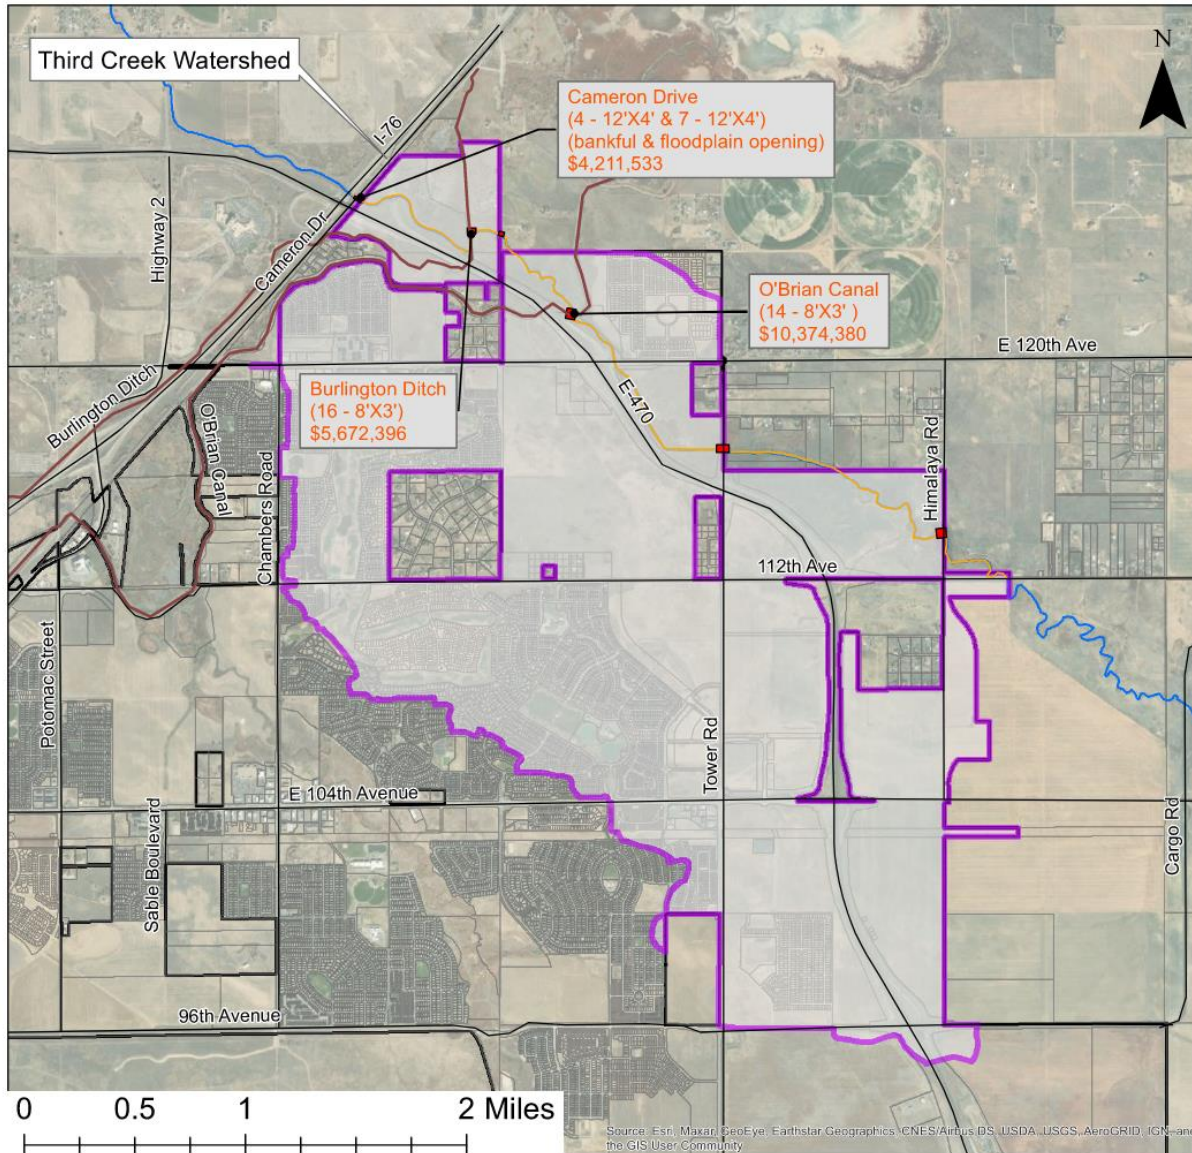 N
Third Creek Watershed
I-76
Cameron Drive
(4 - 12'X4' & 7 - 12'X4')
(bankful & floodplain opening)
$4,211,533
Highway 2
Cameron Dr
O'Brian Canal
(14 - 8'X3' )
$10,374,380
E 120th Ave
Burlington Ditch
(16 - 8'X3')
$5,672,396
E-470
Burlington Ditch
O'Brian Canal
Chambers Road
Himalaya Rd
112th Ave
Potomac Street
Tower Rd
E 104th Avenue
Sable Boulevard
Cargo Rd
96th Avenue
0 0.5 1 2 Miles
Source: Esri, Maxar, GeoEye, Earthstar Geographics, CNES/Airbus DS, USDA, USGS, AeroGRID, IGN, and
the GIS User Community